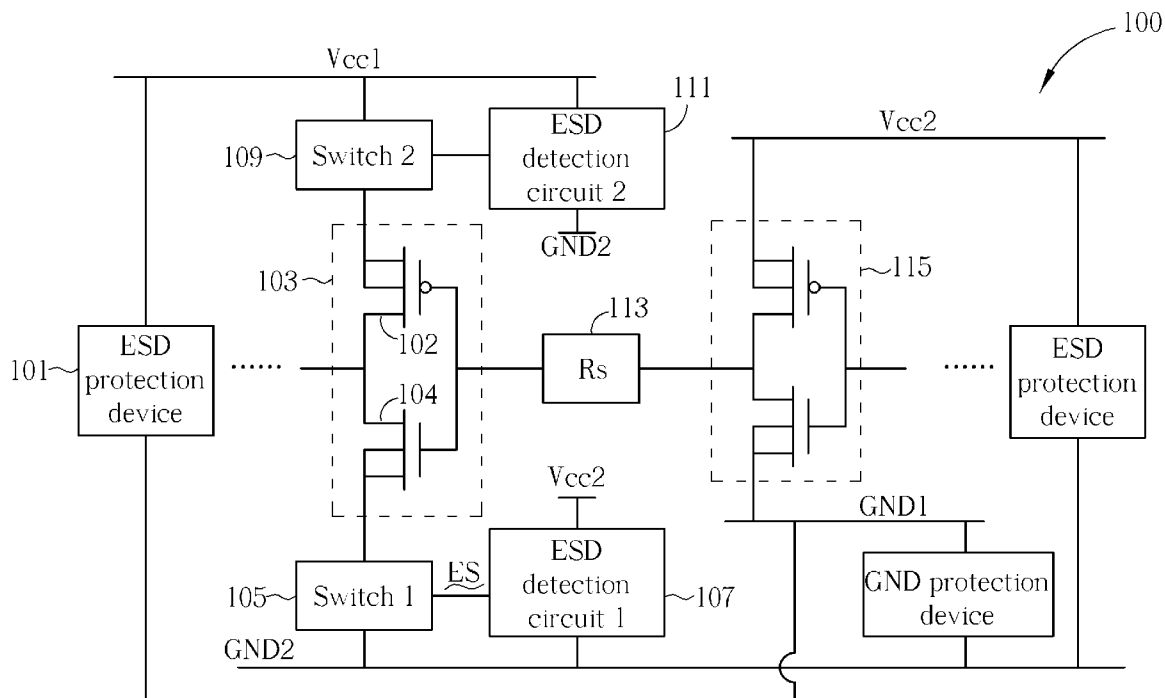 100
Vcc1
111
ESD
detection
circuit 2
Vcc2
109
Switch 2
GND2
103
115
113
102
101
ESD
protection
device
......
Rs
......
ESD
protection
device
104
Vcc2
GND1
ESD
detection
circuit 1
ES
105
Switch 1
107
GND protection
device
GND2